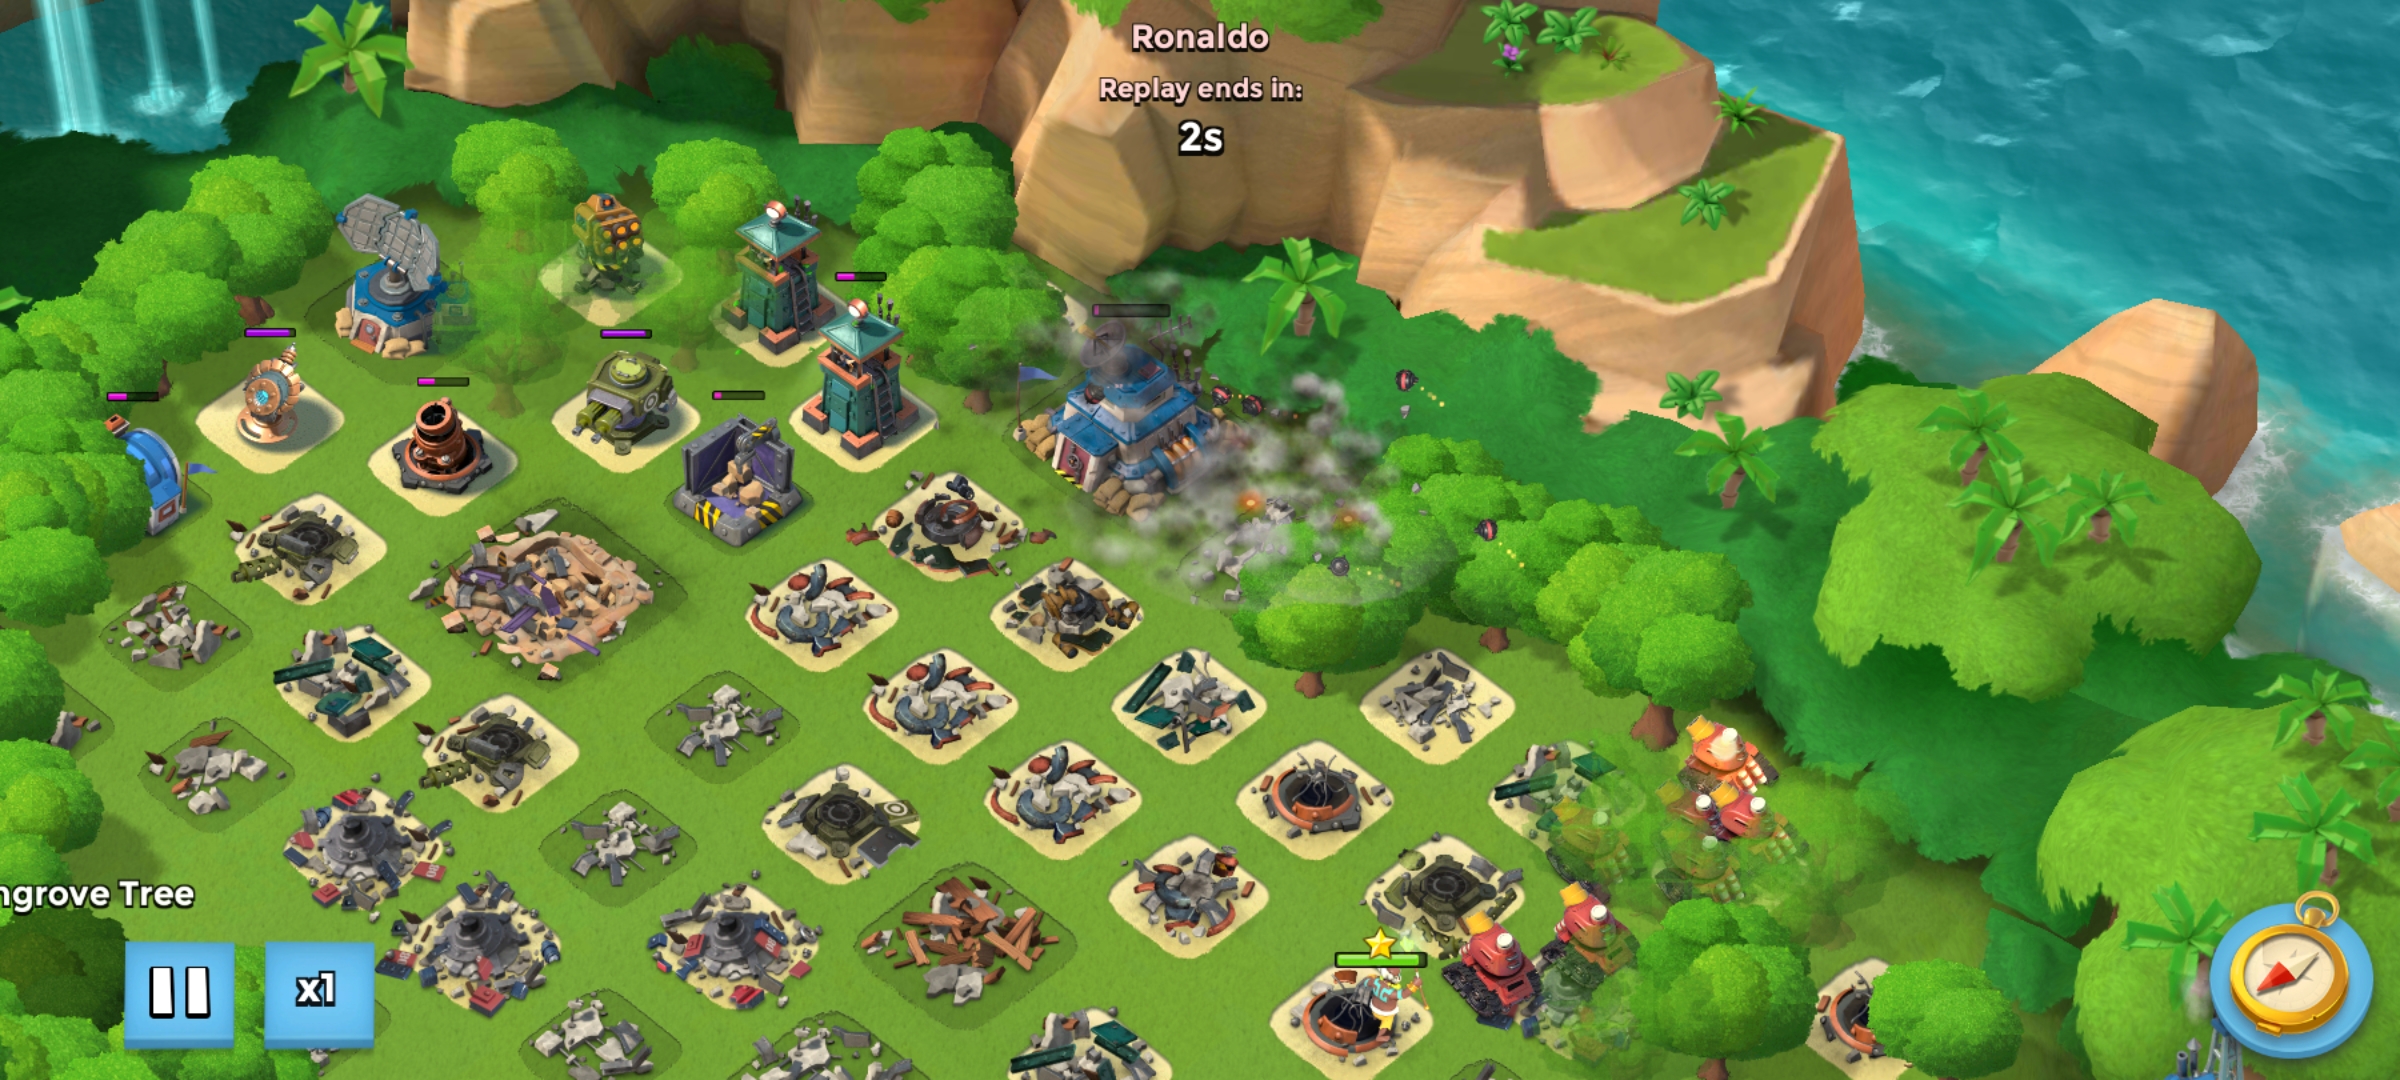 Ronaldo
Replay ends in:
2s
ngrove Tree
x1